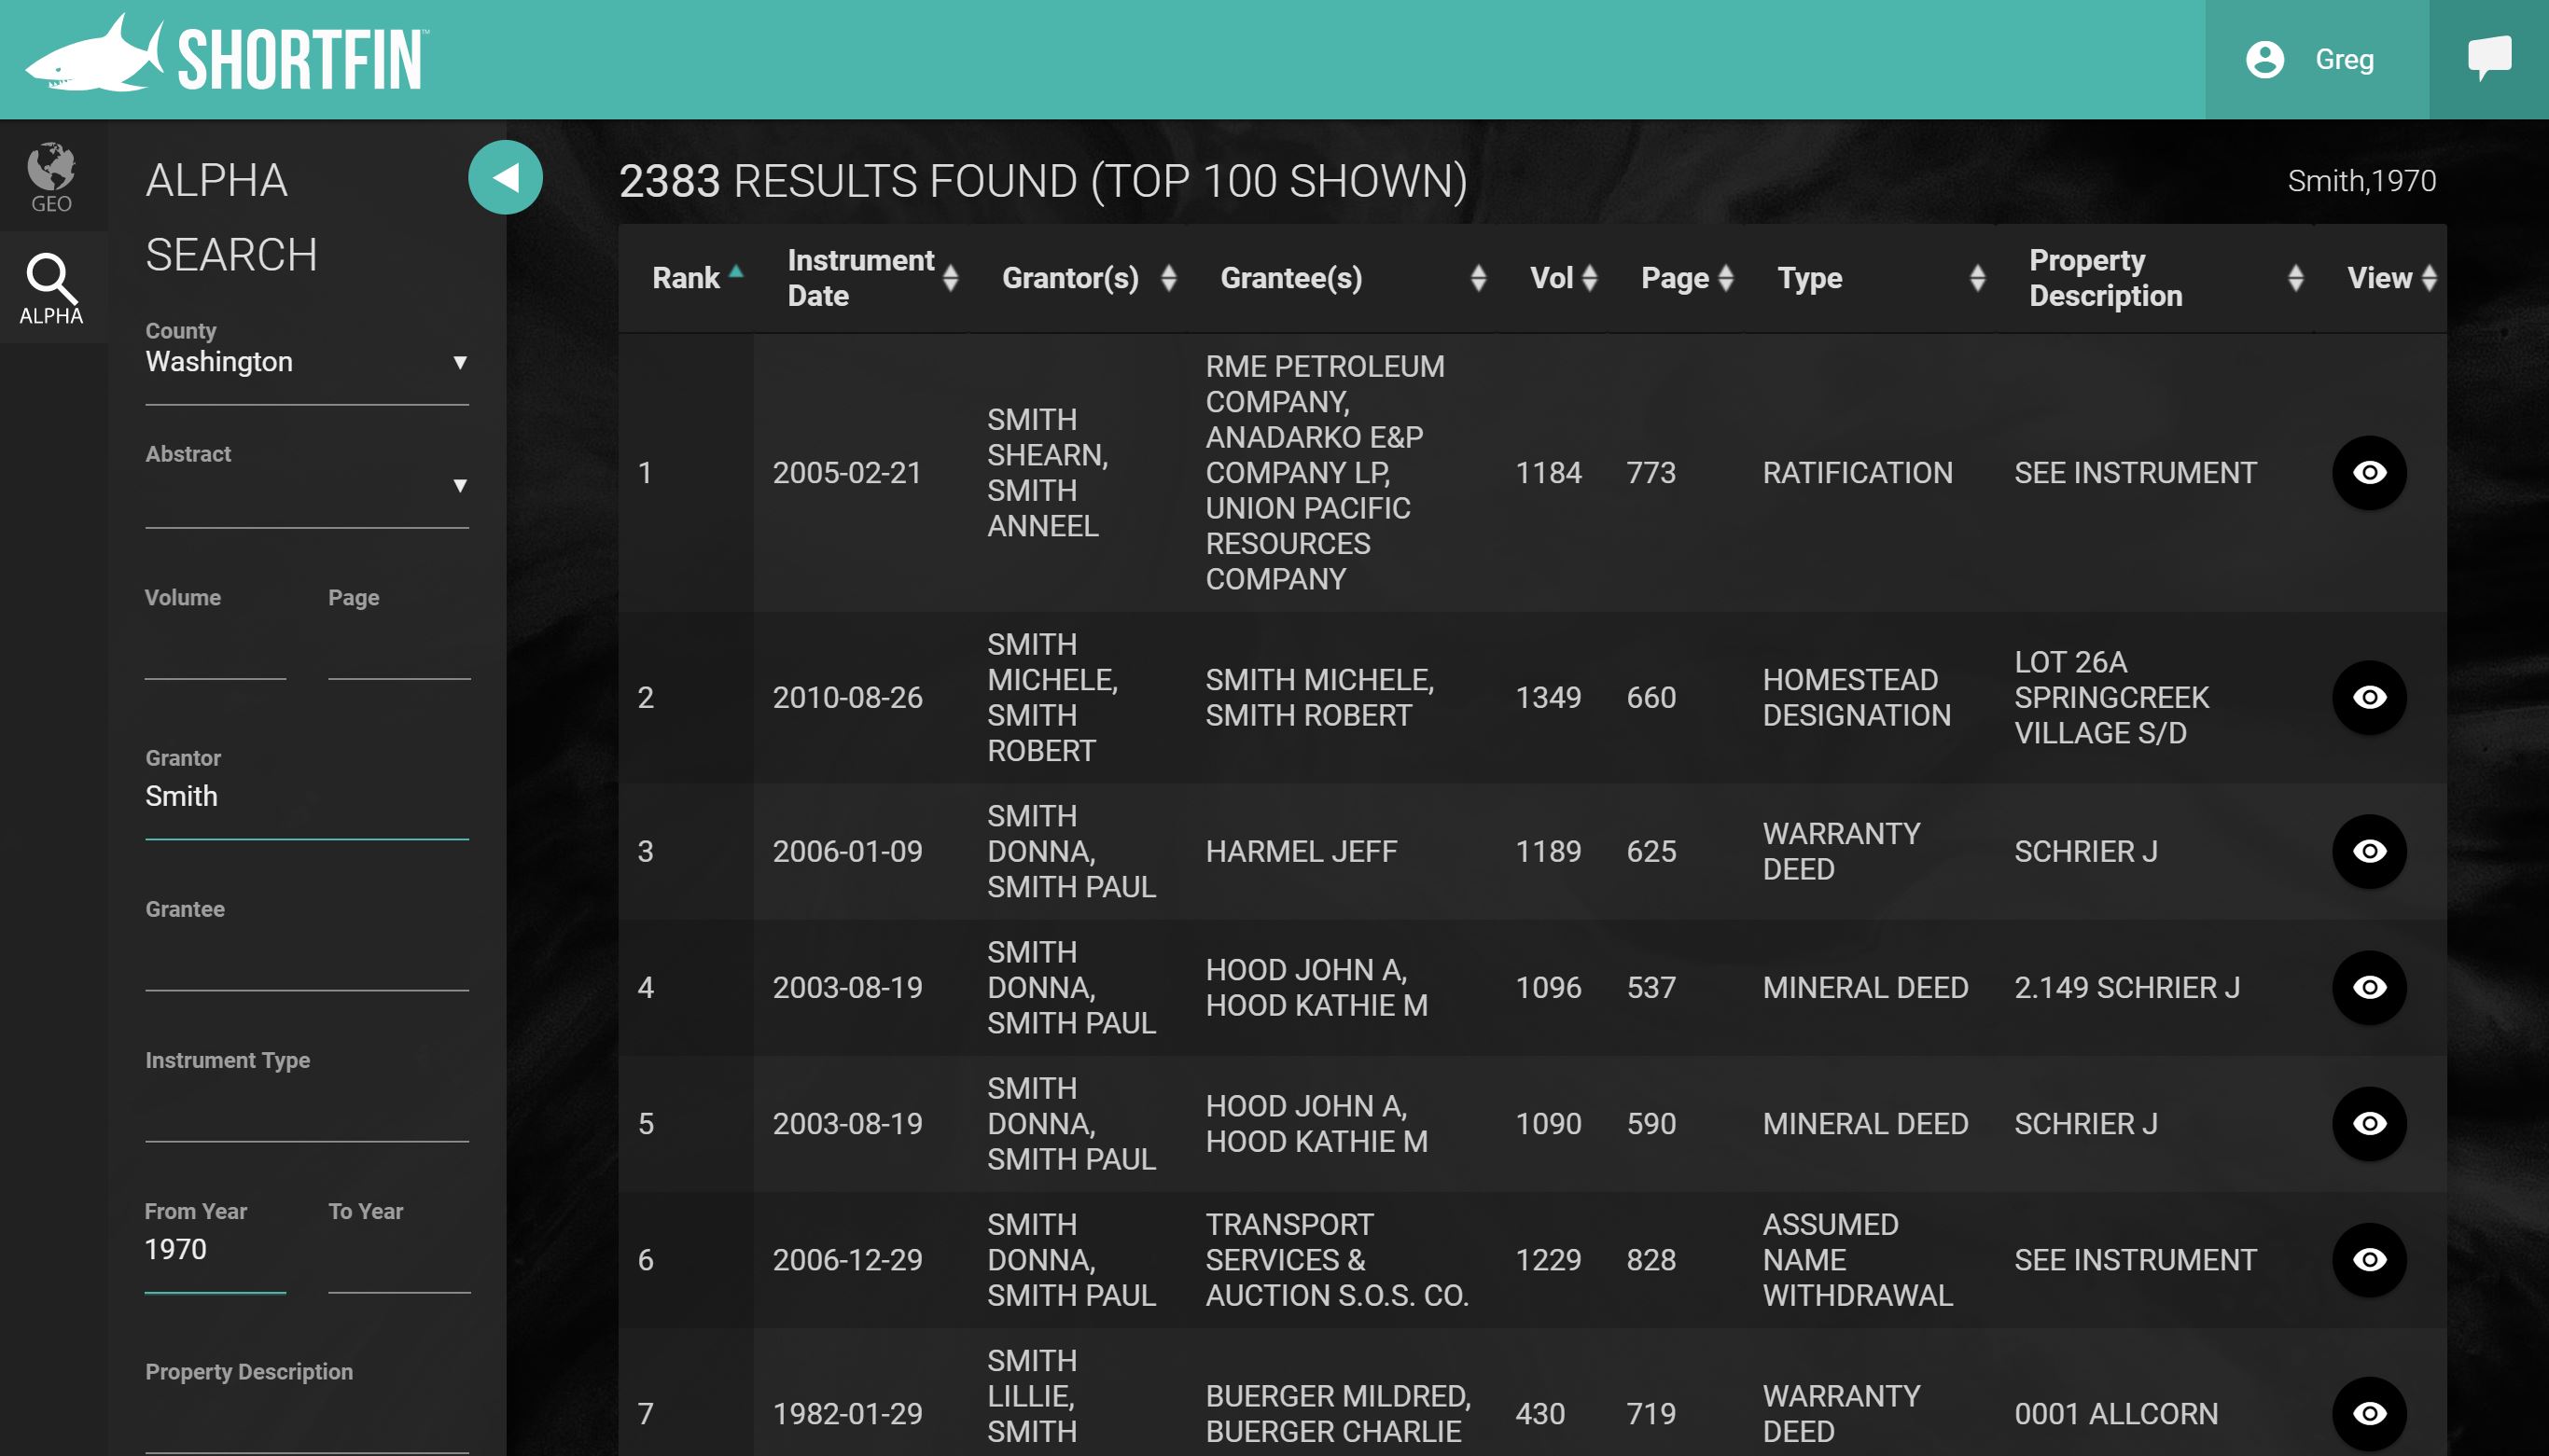 SHORTFIN™
Greg
GEO
ALPHA
ALPHA
SEARCH
County
Washington
Abstract
Volume Page
Grantor
Smith
Grantee
Instrument Type
From Year To Year
1970
Property Description
2383 RESULTS FOUND (TOP 100 SHOWN)
Smith,1970
Rank Instrument Date Grantor(s) Grantee(s) Vol Page Type Property Description View
1
2005-02-21
SMITH
SHEARN,
SMITH
ANNEEL
RME PETROLEUM
COMPANY,
ANADARKO E&P
COMPANY LP,
UNION PACIFIC
RESOURCES
COMPANY
1184
773
RATIFICATION
SEE INSTRUMENT
2
2010-08-26
SMITH
MICHELE,
SMITH
ROBERT
SMITH MICHELE,
SMITH ROBERT
1349
660
HOMESTEAD
DESIGNATION
LOT 26A
SPRINGCREEK
VILLAGE S/D
3
2006-01-09
SMITH
DONNA,
SMITH PAUL
HARMEL JEFF
1189
625
WARRANTY
DEED
SCHRIER J
4
2003-08-19
SMITH
DONNA,
SMITH PAUL
HOOD JOHN A,
HOOD KATHIE M
1096
537
MINERAL DEED
2.149 SCHRIER J
5
2003-08-19
SMITH
DONNA,
SMITH PAUL
HOOD JOHN A,
HOOD KATHIE M
1090
590
MINERAL DEED
SCHRIER J
6
2006-12-29
SMITH
DONNA,
SMITH PAUL
TRANSPORT
SERVICES &
AUCTION S.O.S. CO.
1229
828
ASSUMED
NAME
WITHDRAWAL
SEE INSTRUMENT
7
1982-01-29
SMITH
LILLIE,
SMITH
BUERGER MILDRED,
BUERGER CHARLIE
430
719
WARRANTY
DEED
0001 ALLCORN